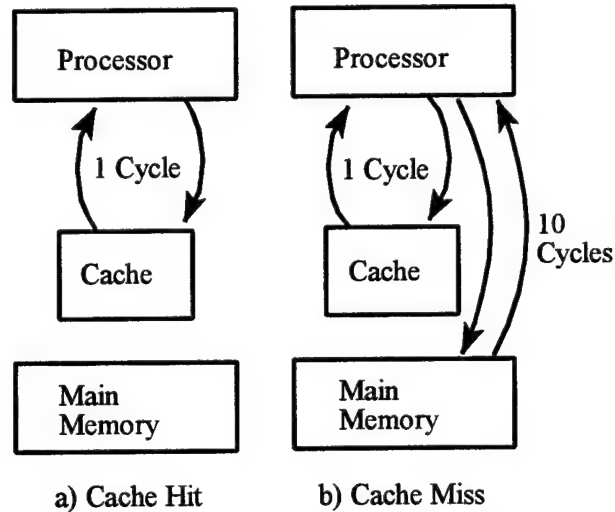 Processor
1 Cycle
Cache
Main
Memory
a) Cache Hit
Processor
1 Cycle
10
Cycles
Cache
Main
Memory
b) Cache Miss